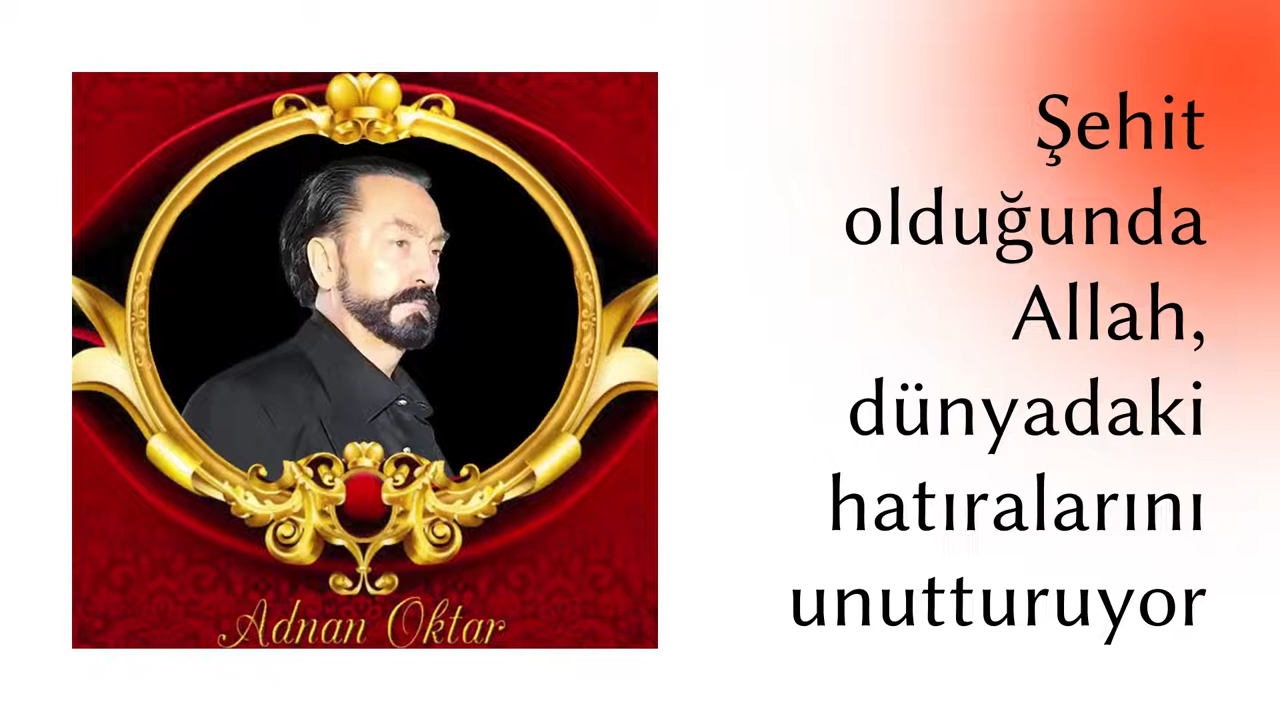 Adnan Oktar
Şehit
olduğunda
Allah,
dünyadaki
hatıralarını
unutturuyor